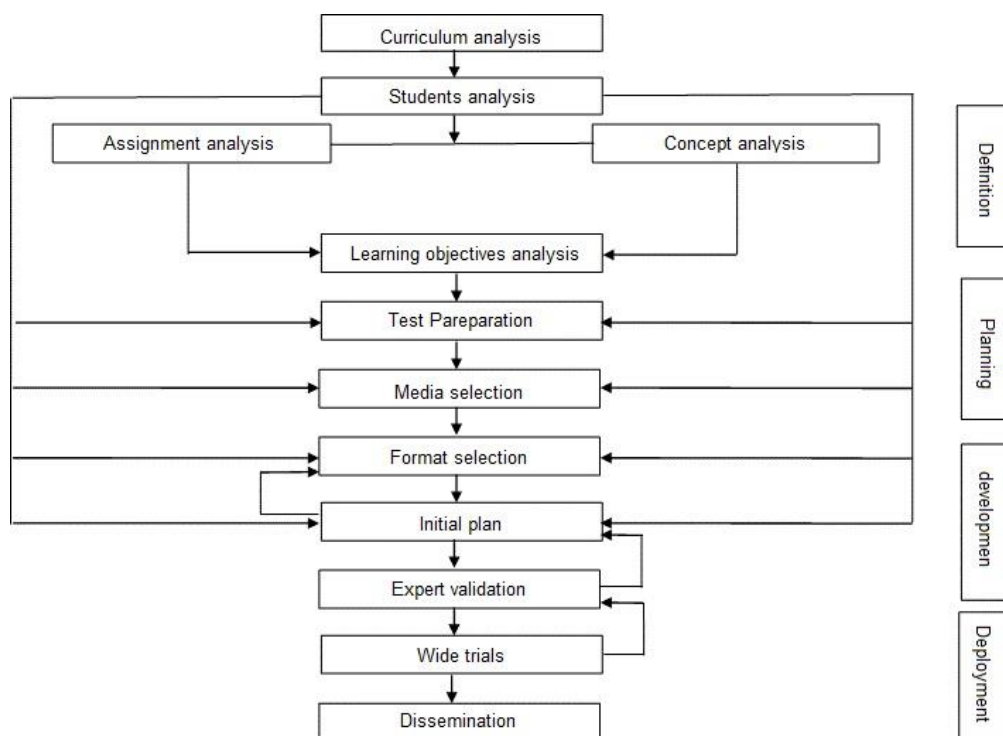 Curriculum analysis
Students analysis
Assignment analysis
Concept analysis
Learning objectives analysis
Test Pareparation
Media selection
Format selection
Initial plan
Expert validation
Wide trials
Dissemination
Definition
Planning
developmen
Deployment